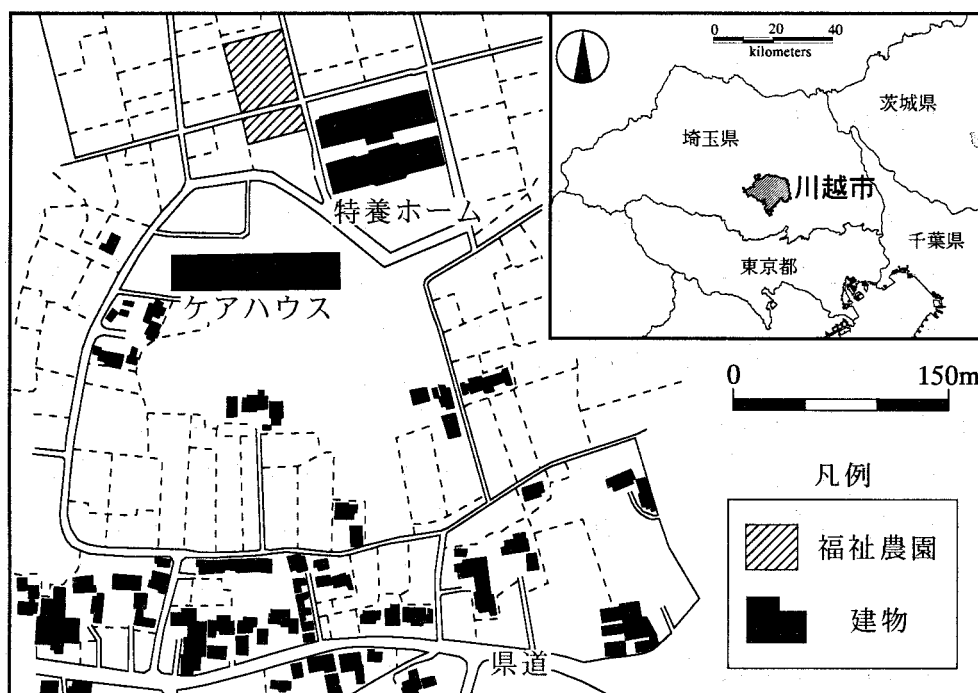 特養ホーム
ケアハウス
県道
0 20 40
kilometers
茨城県
埼玉県
川越市
千葉県
東京都
0 150m
凡例
福祉農園
建物